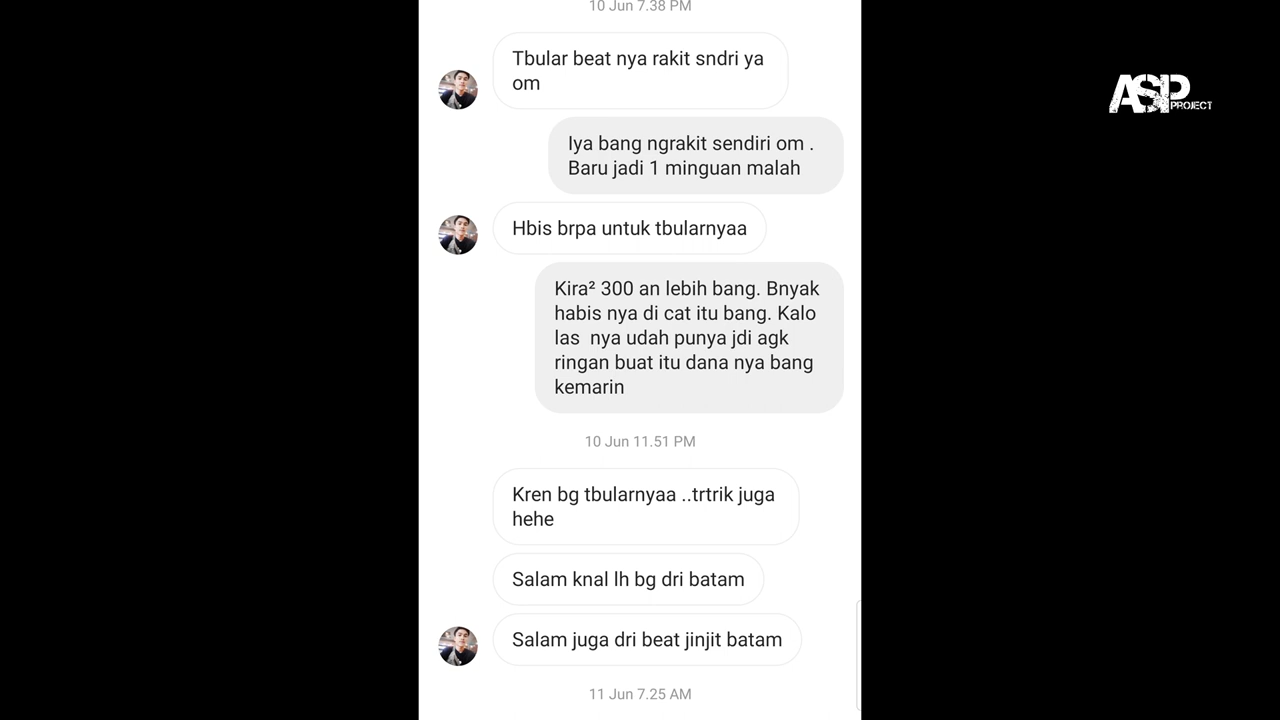 10 Jun 7.38 PM
Tbular beat nya rakit sndri ya
om
ASP
PROJECT
Iya bang ngrakit sendiri om .
Baru jadi 1 mingguan malah
Hbis brpa untuk tbularnyaa
Kira² 300 an lebih bang. Bnyak
habis nya di cat itu bang. Kalo
las  nya udah punya jdi agk
ringan buat itu dana nya bang
kemarin
10 Jun 11.51 PM
Kren bg tbularnyaa ..trtrik juga
hehe
Salam knal lh bg dri batam
Salam juga dri beat jinjit batam
11 Jun 7.25 AM